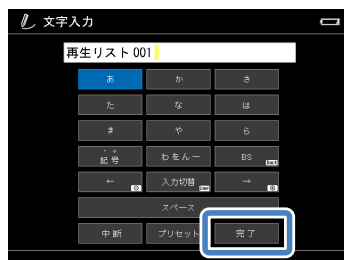 文字入力
再生リスト 001
あ か さ
た な は
ま や ら
記号 わをんー BS BACK
← 入力切替 DISP →
スペース
中断 プリセット 完了